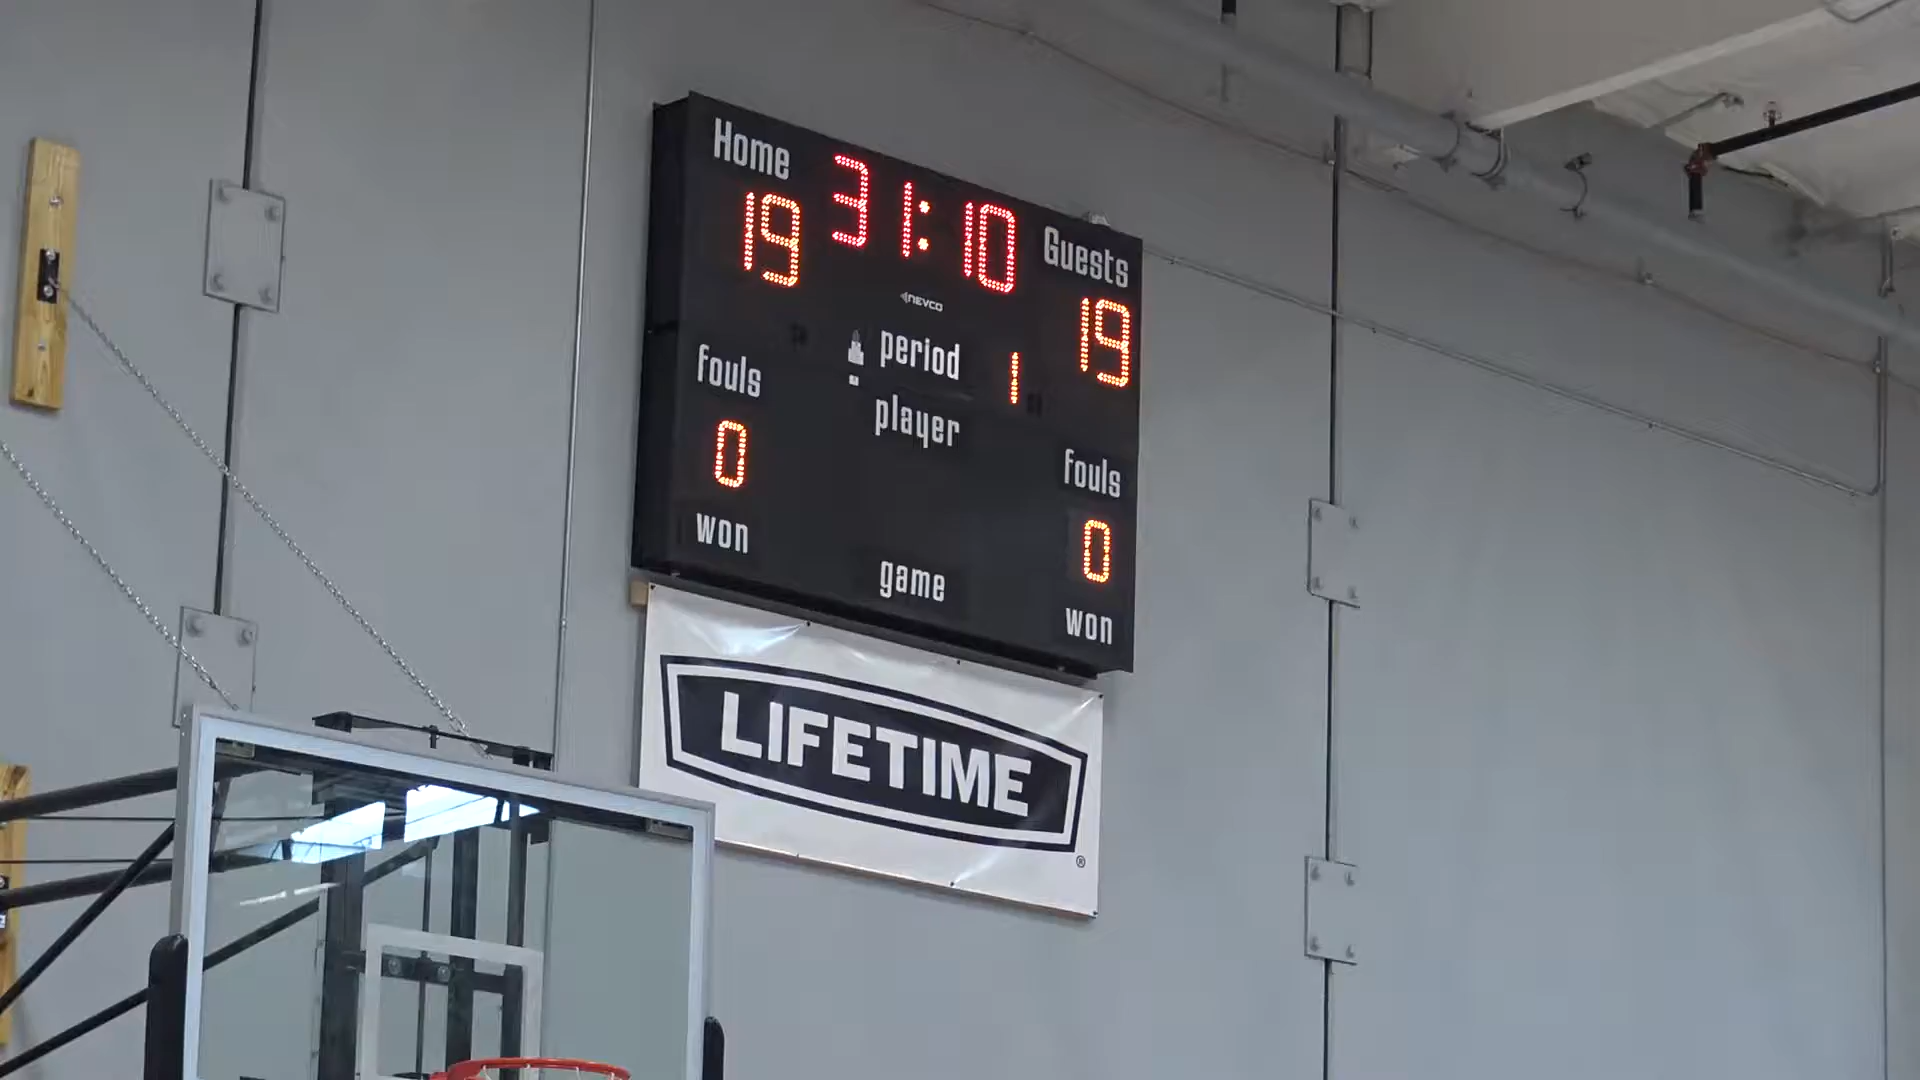 Home
31:10
Guests
19
19
NEVCO
period 1
fouls
player
0
fouls
0
won
game
won
LIFETIME
®